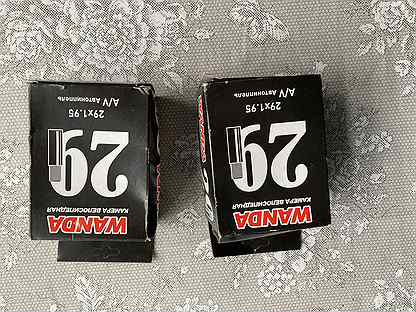 WANDA
КАМЕРА ВЕЛОСИПЕДНАЯ
29
29x1.95
A/V Автониппель
WANDA
КАМЕРА ВЕЛОСИПЕДНАЯ
29
29x1.95
A/V Автониппель